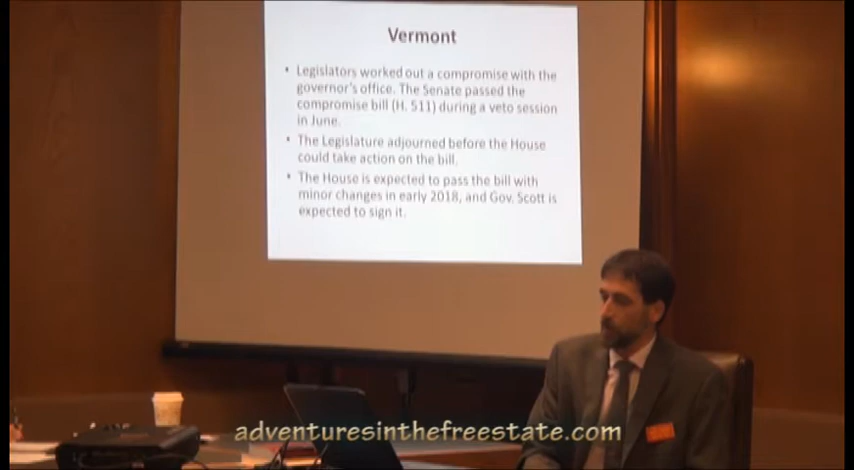 Vermont
• Legislators worked out a compromise with the
governor's office. The Senate passed the
compromise bill (H. 511) during a veto session
in June.
• The Legislature adjourned before the House
could take action on the bill.
• The House is expected to pass the bill with
minor changes in early 2018, and Gov. Scott is
expected to sign it.
adventuresinthefreestate.com